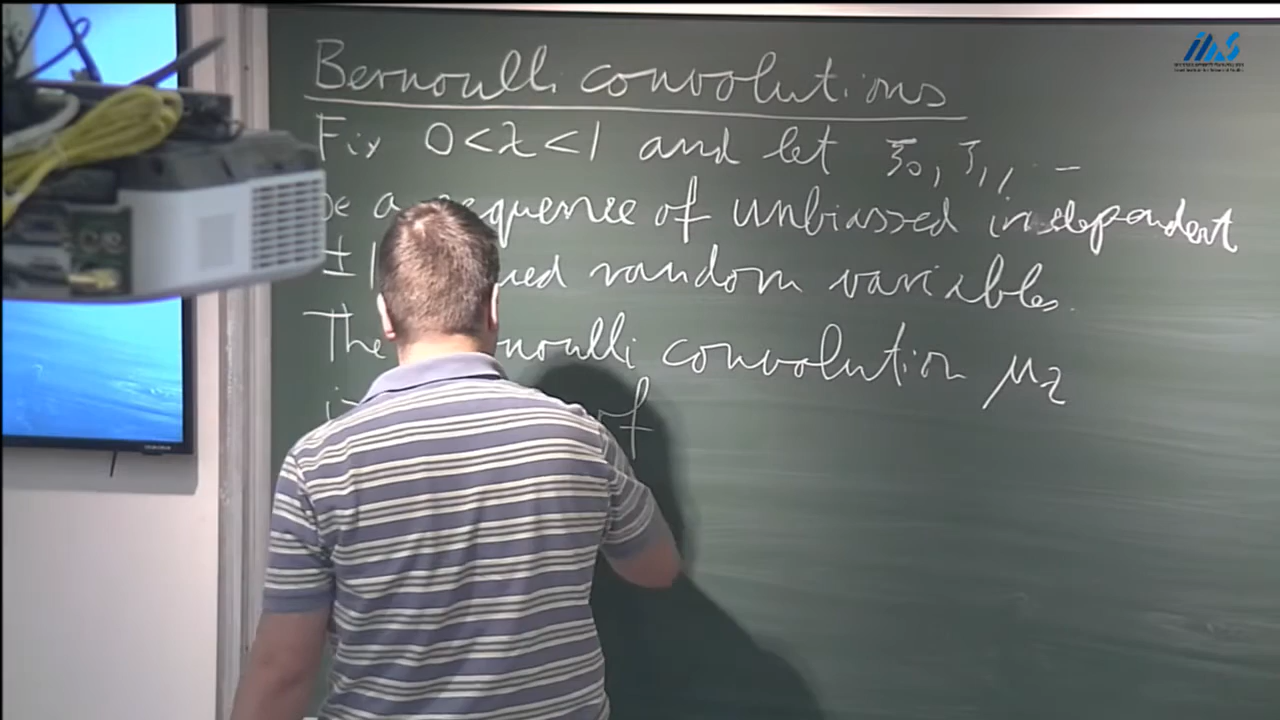 Bernoulli convolutions
Fix 0<λ<1 and let ξ0, ξ1, ...
be a sequence of unbiassed independent
±1 random variables.
The convolution μλ
of